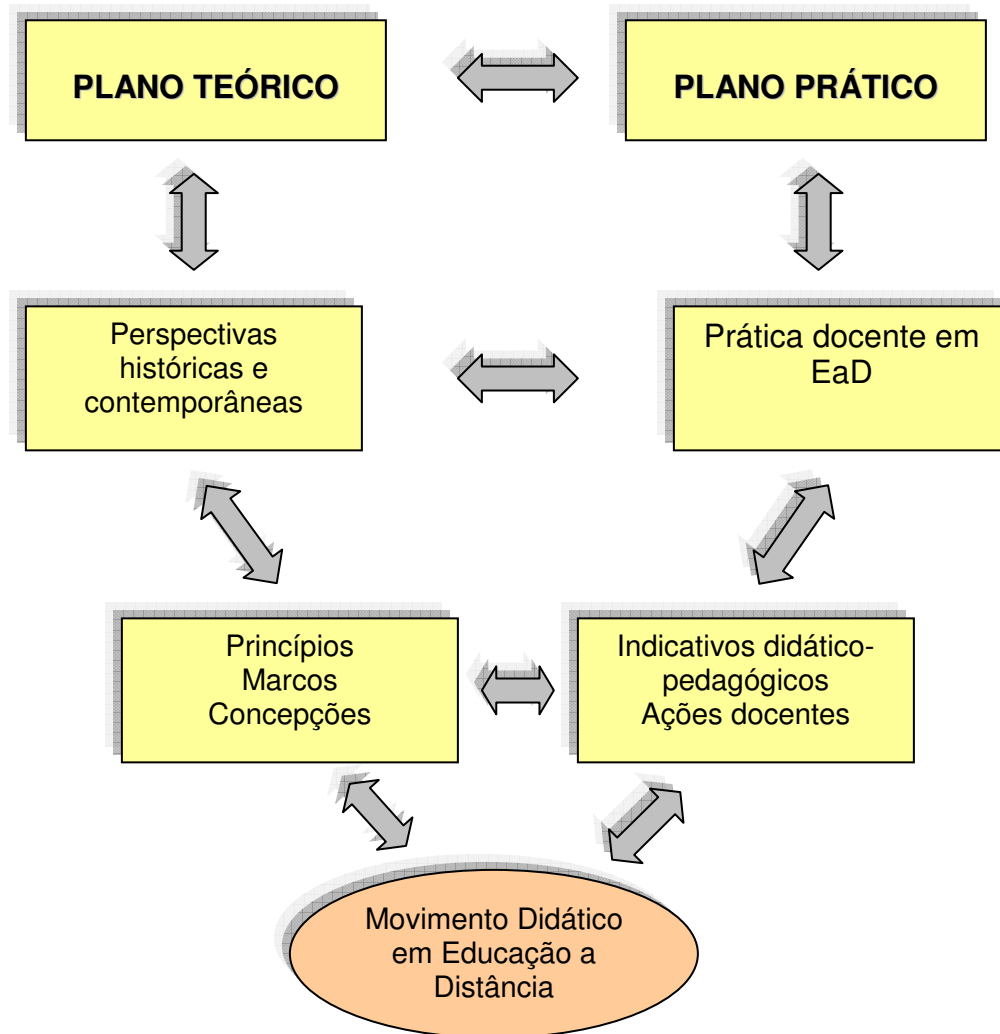 PLANO TEÓRICO
PLANO PRÁTICO
Perspectivas
históricas e
contemporâneas
Prática docente em
EaD
Princípios
Marcos
Concepções
Indicativos didático-
pedagógicos
Ações docentes
Movimento Didático
em Educação a
Distância